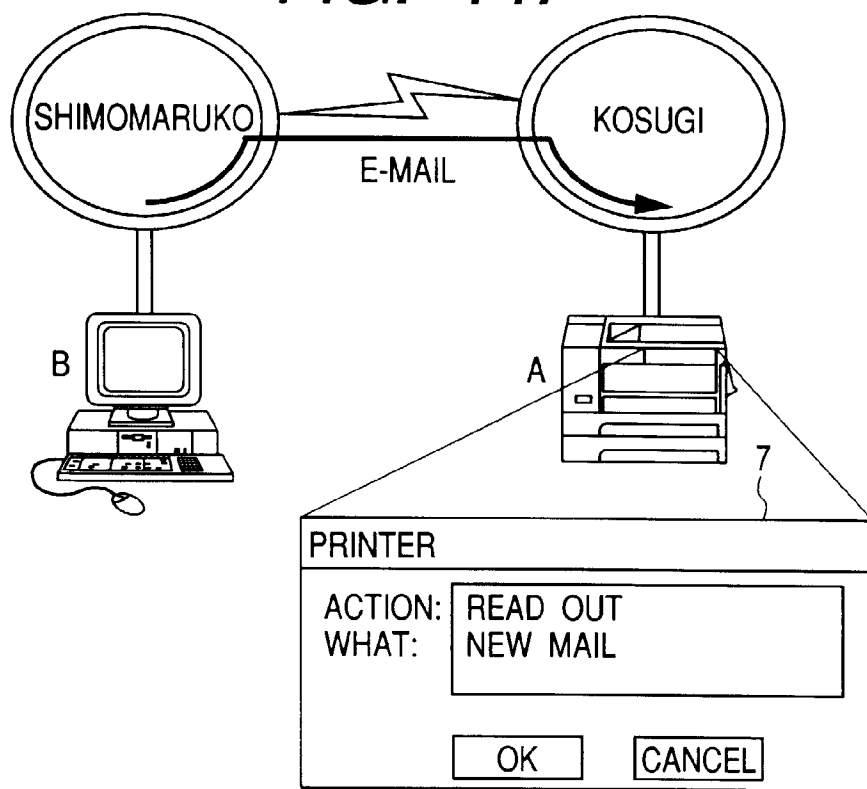 SHIMOMARUKO
KOSUGI
E-MAIL
B
A
7
PRINTER
ACTION: READ OUT
WHAT: NEW MAIL
OK CANCEL